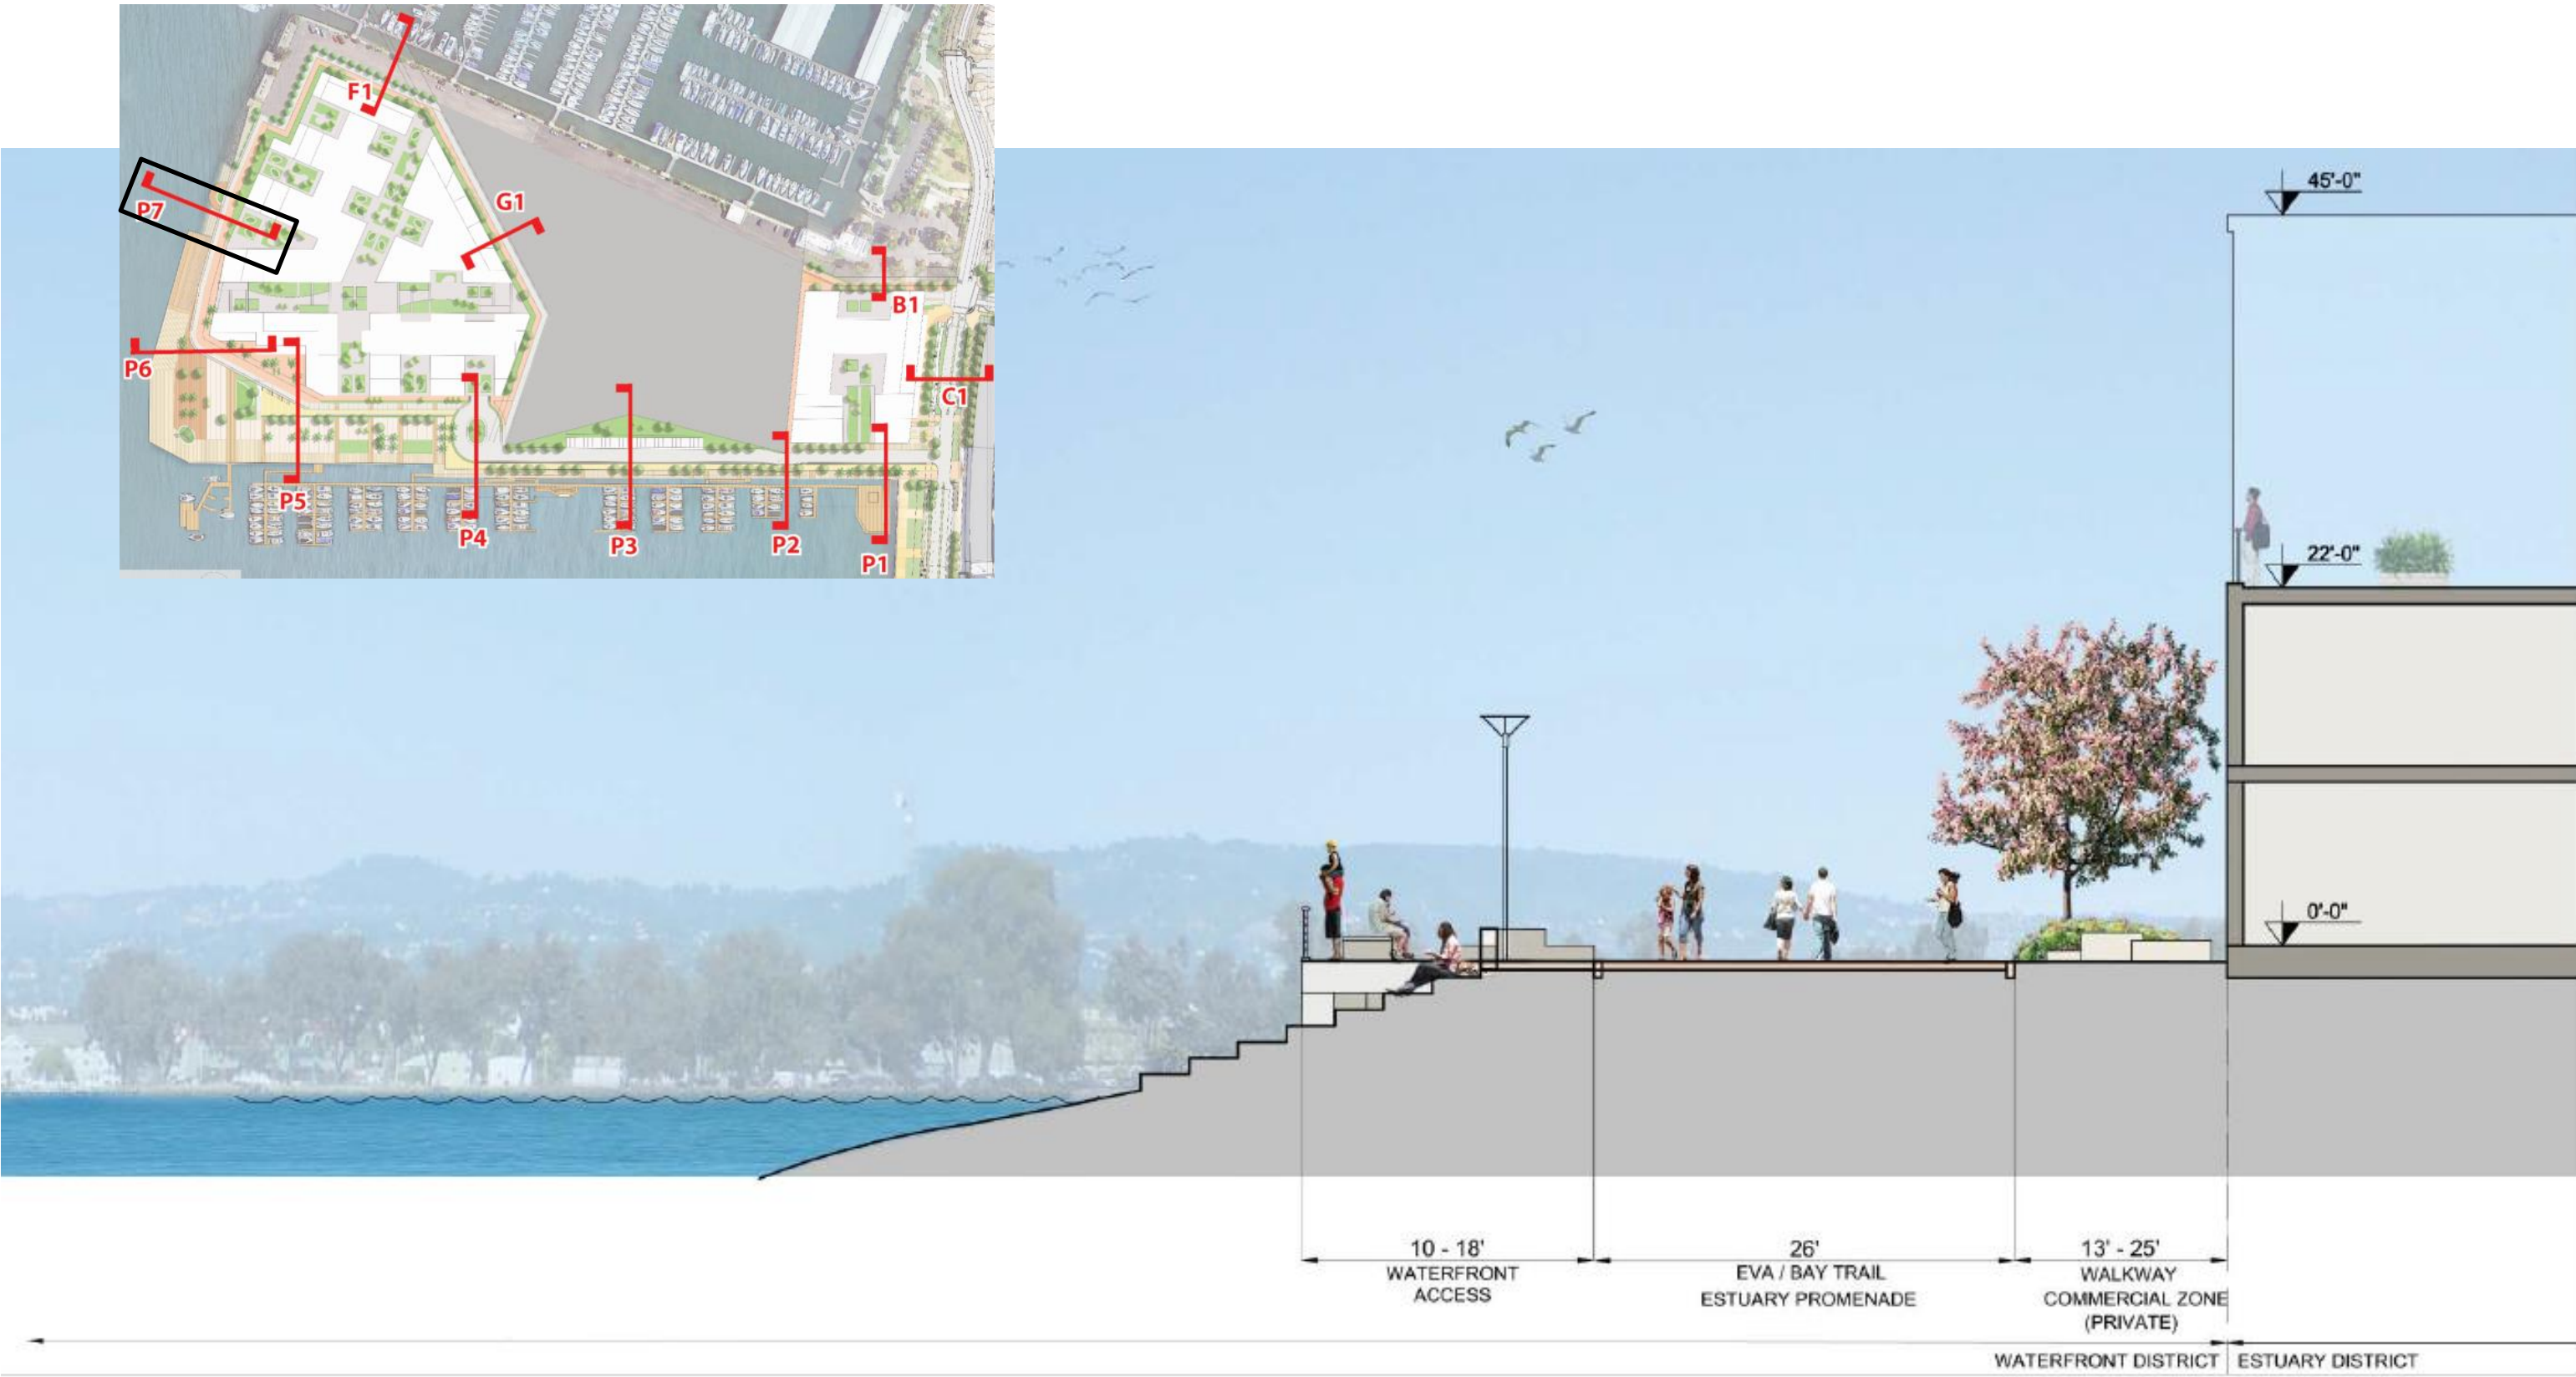 F1
P7
G1
B1
P6
C1
P5
P4
P3
P2
P1
45'-0"
22'-0"
0'-0"
10 - 18'
WATERFRONT
ACCESS
26'
EVA / BAY TRAIL
ESTUARY PROMENADE
13' - 25'
WALKWAY
COMMERCIAL ZONE
(PRIVATE)
WATERFRONT DISTRICT
ESTUARY DISTRICT